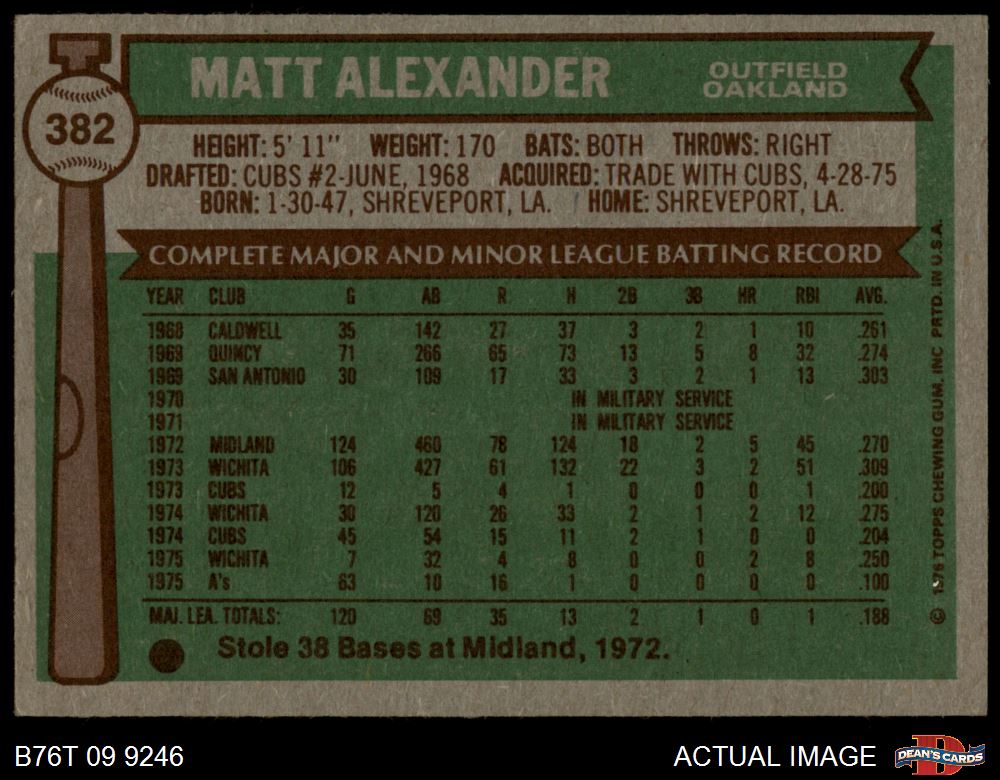 382
MATT ALEXANDER
OUTFIELD
OAKLAND
HEIGHT: 5' 11" WEIGHT: 170 BATS: BOTH THROWS: RIGHT
DRAFTED: CUBS #2-JUNE, 1968 ACQUIRED: TRADE WITH CUBS, 4-28-75
BORN: 1-30-47, SHREVEPORT, LA. HOME: SHREVEPORT, LA.
COMPLETE MAJOR AND MINOR LEAGUE BATTING RECORD
YEAR CLUB G AB R H 2B 3B HR RBI AVG.
1968 CALDWELL 35 142 27 37 3 2 1 10 .261
1969 QUINCY 71 266 65 73 13 5 8 32 .274
1969 SAN ANTONIO 30 109 17 33 3 2 1 13 .303
1970 IN MILITARY SERVICE
1971 IN MILITARY SERVICE
1972 MIDLAND 124 460 78 124 18 2 5 45 .270
1973 WICHITA 106 427 61 132 22 3 2 51 .309
1973 CUBS 12 5 4 1 0 0 0 1 .200
1974 WICHITA 30 120 26 33 2 1 2 12 .275
1974 CUBS 45 54 15 11 2 1 0 0 .204
1975 WICHITA 7 32 4 8 0 0 2 8 .250
1975 A's 63 10 16 1 0 0 0 0 .100
MAJ. LEA. TOTALS: 120 69 35 13 2 1 0 1 .188
Stole 38 Bases at Midland, 1972.
© 1976 TOPPS CHEWING GUM, INC PRTD. IN U.S.A.
B76T 09 9246
ACTUAL IMAGE
D
DEAN'S CARDS